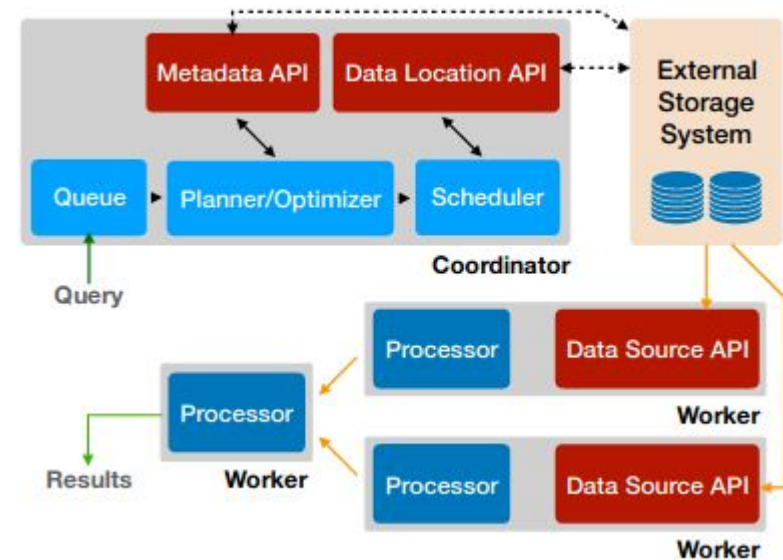 Metadata API
Data Location API
External
Storage
System
Queue
Planner/Optimizer
Scheduler
Coordinator
Query
Processor
Data Source API
Worker
Processor
Worker
Results
Processor
Data Source API
Worker